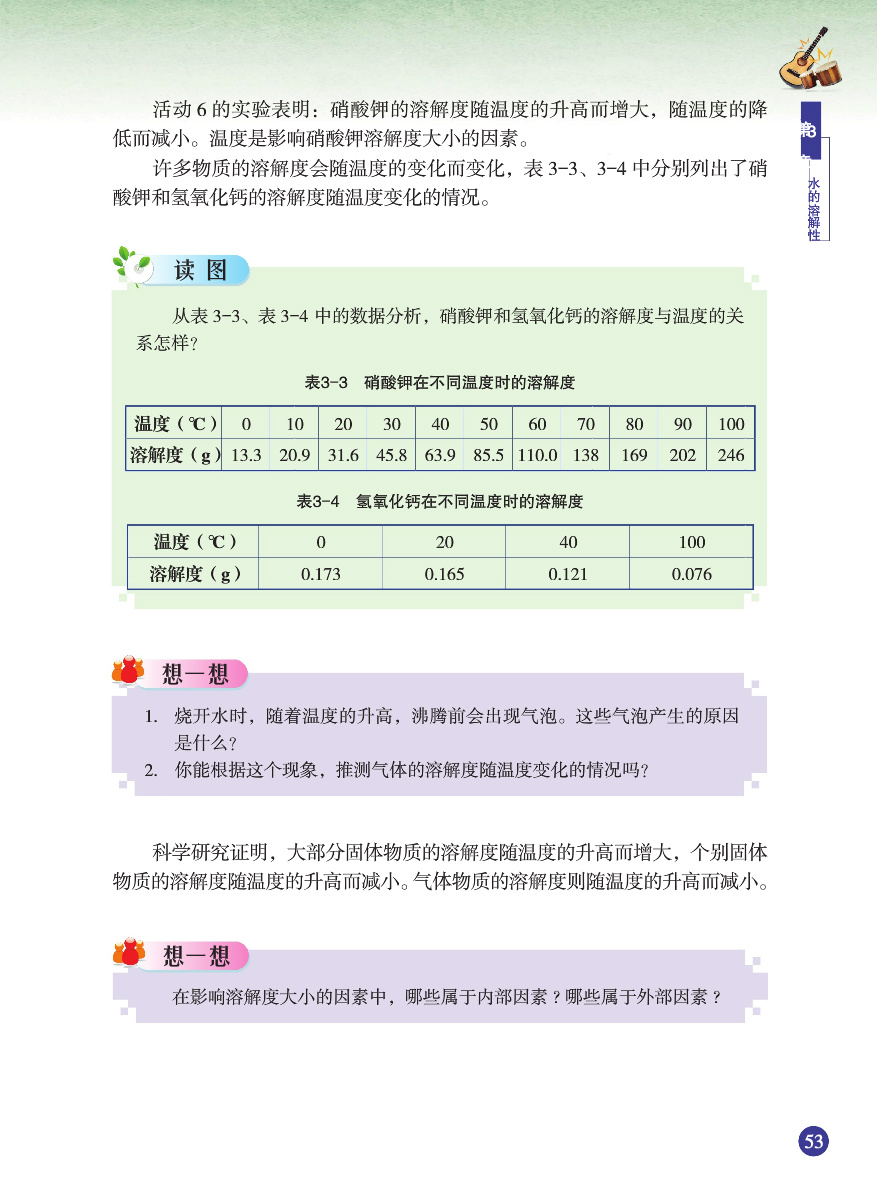 活动 6 的实验表明：硝酸钾的溶解度随温度的升高而增大，随温度的降
低而减小。温度是影响硝酸钾溶解度大小的因素。
许多物质的溶解度会随温度的变化而变化，表 3-3、3-4 中分别列出了硝
酸钾和氢氧化钙的溶解度随温度变化的情况。
3
水的溶解性
读 图
从表 3-3、表 3-4 中的数据分析，硝酸钾和氢氧化钙的溶解度与温度的关
系怎样？
表3-3 硝酸钾在不同温度时的溶解度
温度（℃） 0 10 20 30 40 50 60 70 80 90 100
溶解度（g） 13.3 20.9 31.6 45.8 63.9 85.5 110.0 138 169 202 246
表3-4 氢氧化钙在不同温度时的溶解度
温度（℃） 0 20 40 100
溶解度（g） 0.173 0.165 0.121 0.076
想一想
1. 烧开水时，随着温度的升高，沸腾前会出现气泡。这些气泡产生的原因
是什么？
2. 你能根据这个现象，推测气体的溶解度随温度变化的情况吗？
科学研究证明，大部分固体物质的溶解度随温度的升高而增大，个别固体
物质的溶解度随温度的升高而减小。气体物质的溶解度则随温度的升高而减小。
想一想
在影响溶解度大小的因素中，哪些属于内部因素？哪些属于外部因素？
53